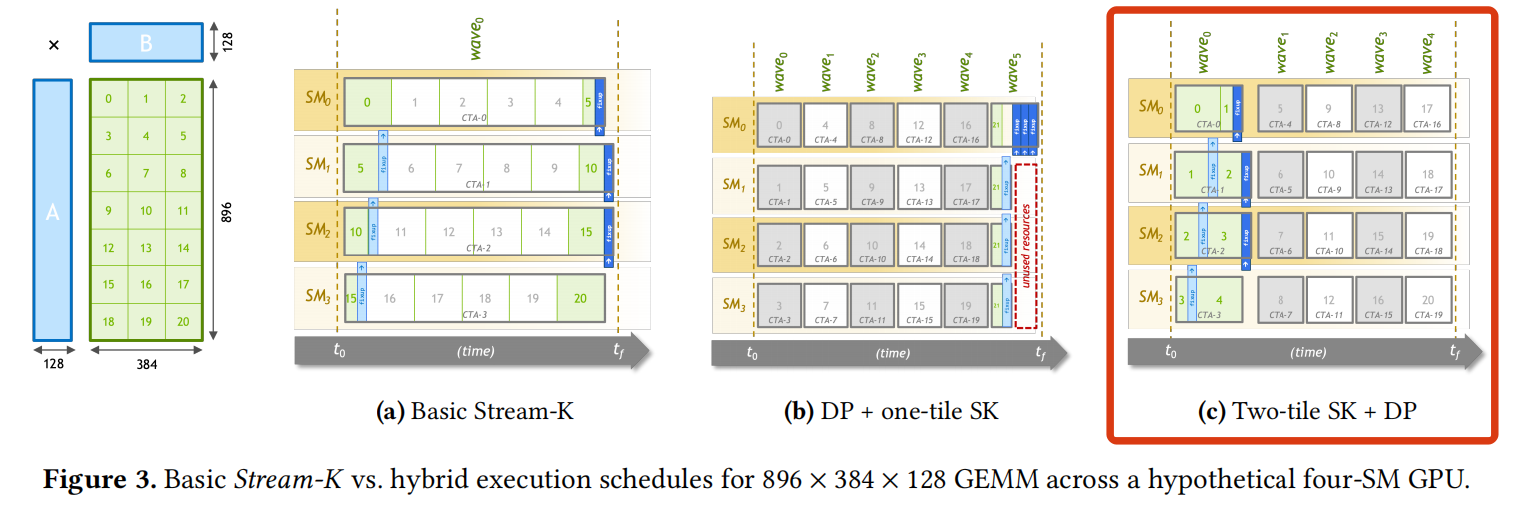 ×
B
128
A
0 1 2
3 4 5
6 7 8
9 10 11
12 13 14
15 16 17
18 19 20
896
128
384
wave0
SM0 0 1 2 3 4 5 fixup
CTA-0
SM1 5 fixup 6 7 8 9 10 fixup
CTA-1
SM2 10 fixup 11 12 13 14 15 fixup
CTA-2
SM3 15 fixup 16 17 18 19 20
CTA-3
t0 (time) tf
(a) Basic Stream-K
wave0 wave1 wave2 wave3 wave4 wave5
SM0 0 4 8 12 16 21 fixup fixup fixup
CTA-0 CTA-4 CTA-8 CTA-12 CTA-16
SM1 1 5 9 13 17 21 fixup
CTA-1 CTA-5 CTA-9 CTA-13 CTA-17
SM2 2 6 10 14 18 21 fixup
CTA-2 CTA-6 CTA-10 CTA-14 CTA-18
SM3 3 7 11 15 19 21 fixup
CTA-3 CTA-7 CTA-11 CTA-15 CTA-19
unused resources
t0 (time) tf
(b) DP + one-tile SK
wave0 wave1 wave2 wave3 wave4
SM0 0 1 fixup 5 9 13 17
CTA-0 CTA-4 CTA-8 CTA-12 CTA-16
SM1 1 fixup 2 fixup 6 10 14 18
CTA-1 CTA-5 CTA-9 CTA-13 CTA-17
SM2 2 fixup 3 fixup 7 11 15 19
CTA-2 CTA-6 CTA-10 CTA-14 CTA-18
SM3 3 fixup 4 8 12 16 20
CTA-3 CTA-7 CTA-11 CTA-15 CTA-19
t0 (time) tf
(c) Two-tile SK + DP
Figure 3. Basic Stream-K vs. hybrid execution schedules for 896 × 384 × 128 GEMM across a hypothetical four-SM GPU.